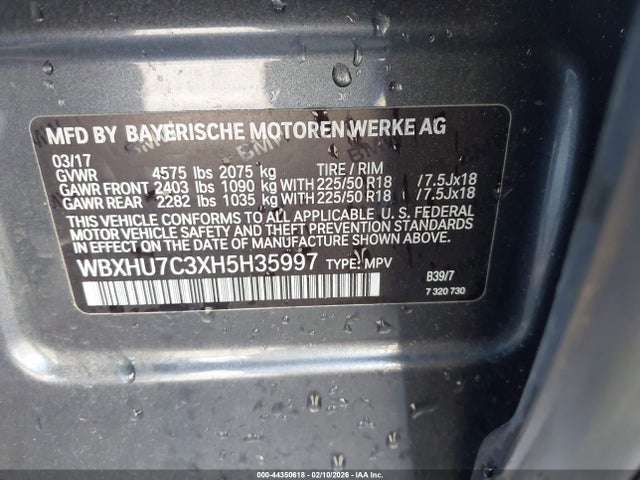 MFD BY BAYERISCHE MOTOREN WERKE AG
03/17
GVWR 4575 lbs 2075 kg TIRE / RIM
GAWR FRONT 2403 lbs 1090 kg WITH 225/50 R18 /7.5Jx18
GAWR REAR 2282 lbs 1035 kg WITH 225/50 R18 /7.5Jx18
THIS VEHICLE CONFORMS TO ALL APPLICABLE U. S. FEDERAL
MOTOR VEHICLE SAFETY AND THEFT PREVENTION
STANDARDS IN EFFECT ON THE DATE OF MANUFACTURE
SHOWN ABOVE.
WBXHU7C3XH5H35997 TYPE: MPV
B39/7
7 320 730
000-44350618 - 02/10/2026 - IAAI